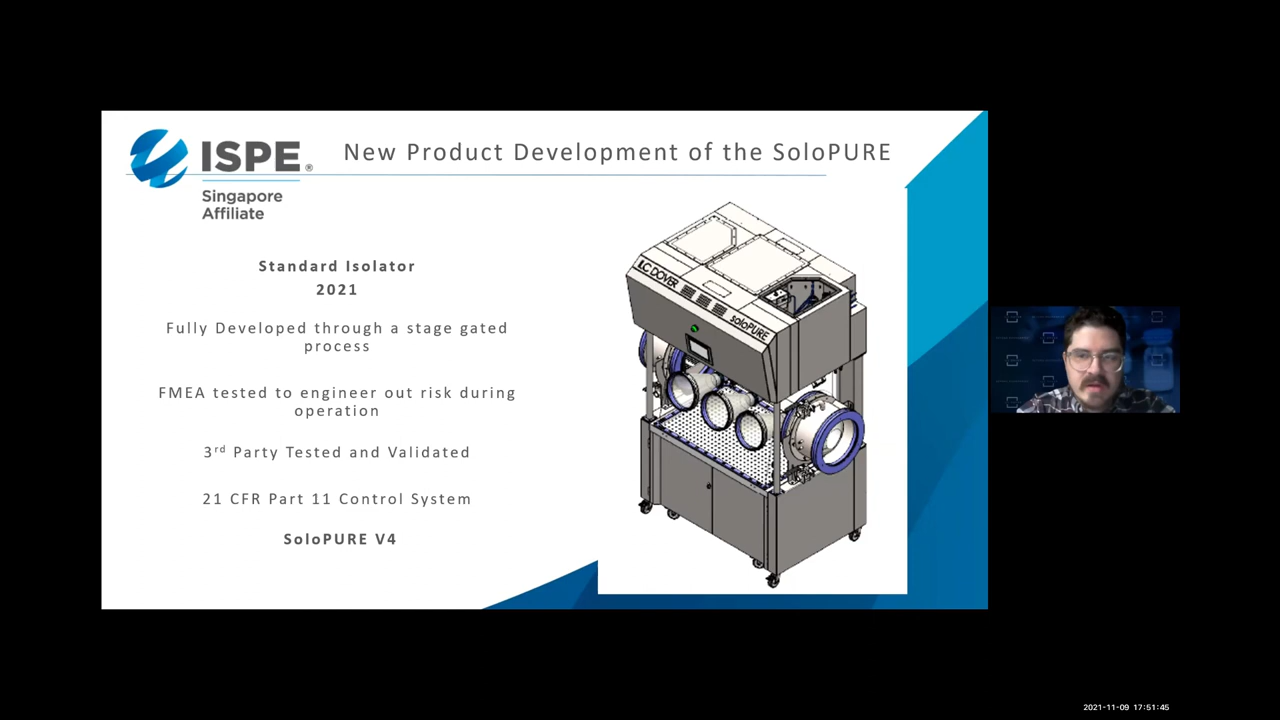 ISPE®
Singapore
Affiliate
New Product Development of the SoloPURE
Standard Isolator
2021
Fully Developed through a stage gated
process
FMEA tested to engineer out risk during
operation
3rd Party Tested and Validated
21 CFR Part 11 Control System
SoloPURE V4
ILC DOVER
soloPURE
2021-11-09 17:51:45